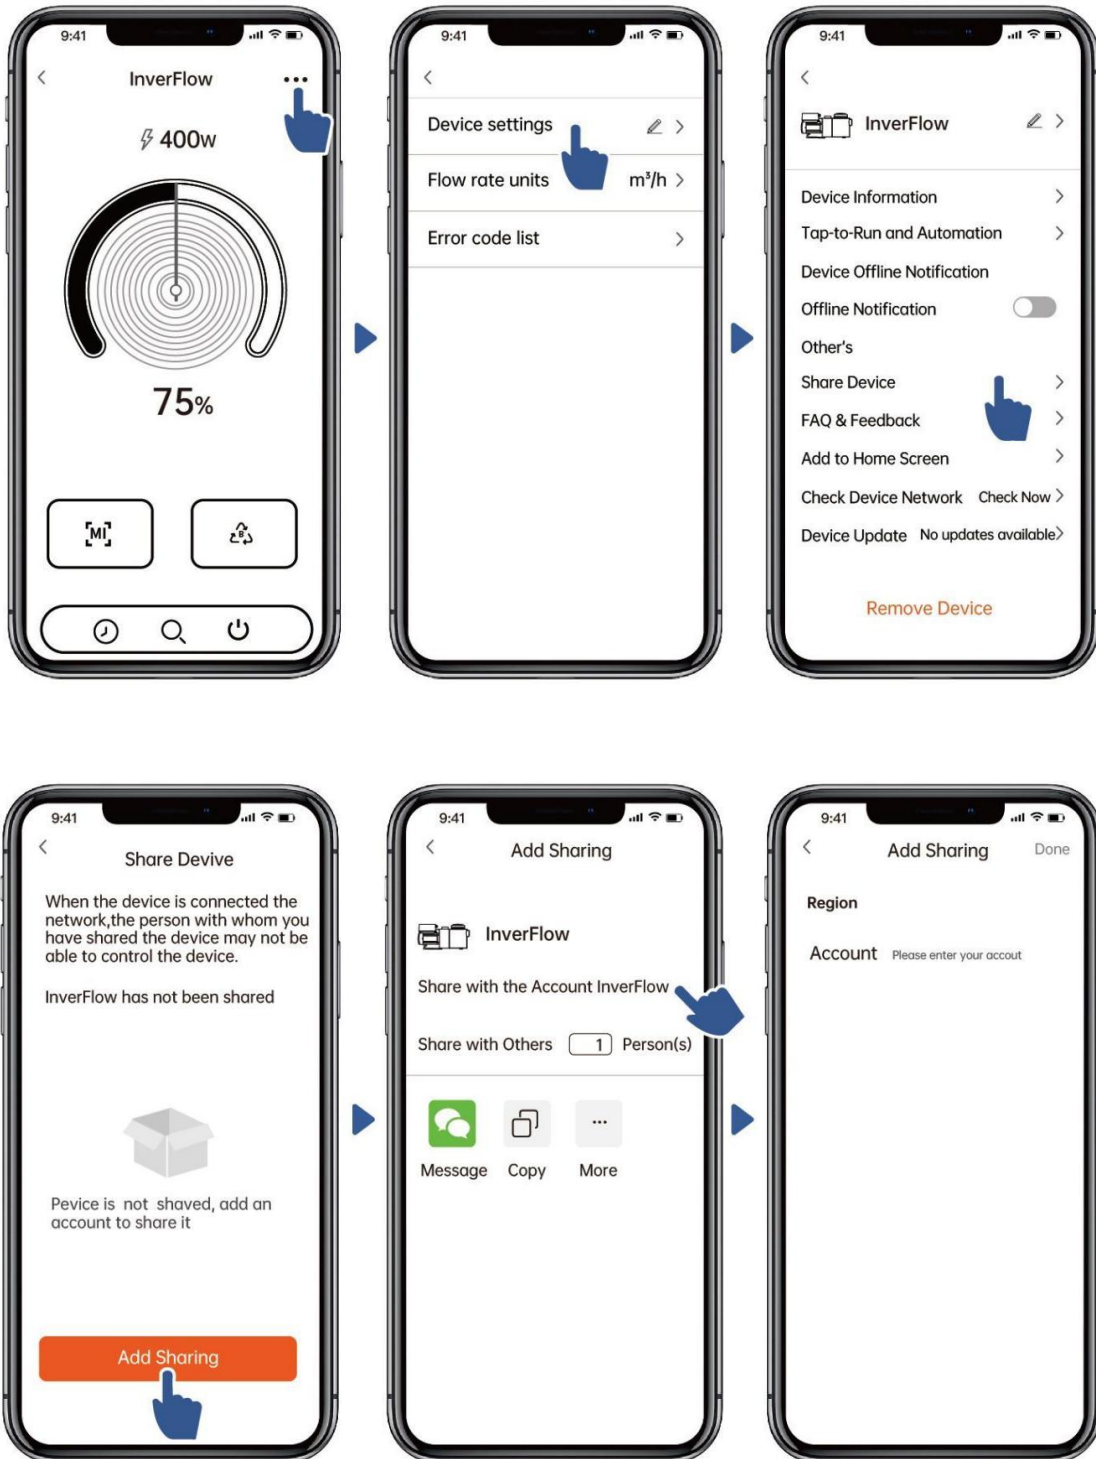 9:41
InverFlow
400W
75%
MI
B
9:41
Device settings
Flow rate units m³/h
Error code list
9:41
InverFlow
Device Information
Tap-to-Run and Automation
Device Offline Notification
Offline Notification
Other's
Share Device
FAQ & Feedback
Add to Home Screen
Check Device Network Check Now
Device Update No updates available
Remove Device
9:41
Share Devive
When the device is connected the
network,the person with whom you
have shared the device may not be
able to control the device.
InverFlow has not been shared
Pevice is not shaved, add an
account to share it
Add Sharing
9:41
Add Sharing
InverFlow
Share with the Account InverFlow
Share with Others 1 Person(s)
Message Copy More
9:41
Add Sharing Done
Region
Account Please enter your accout